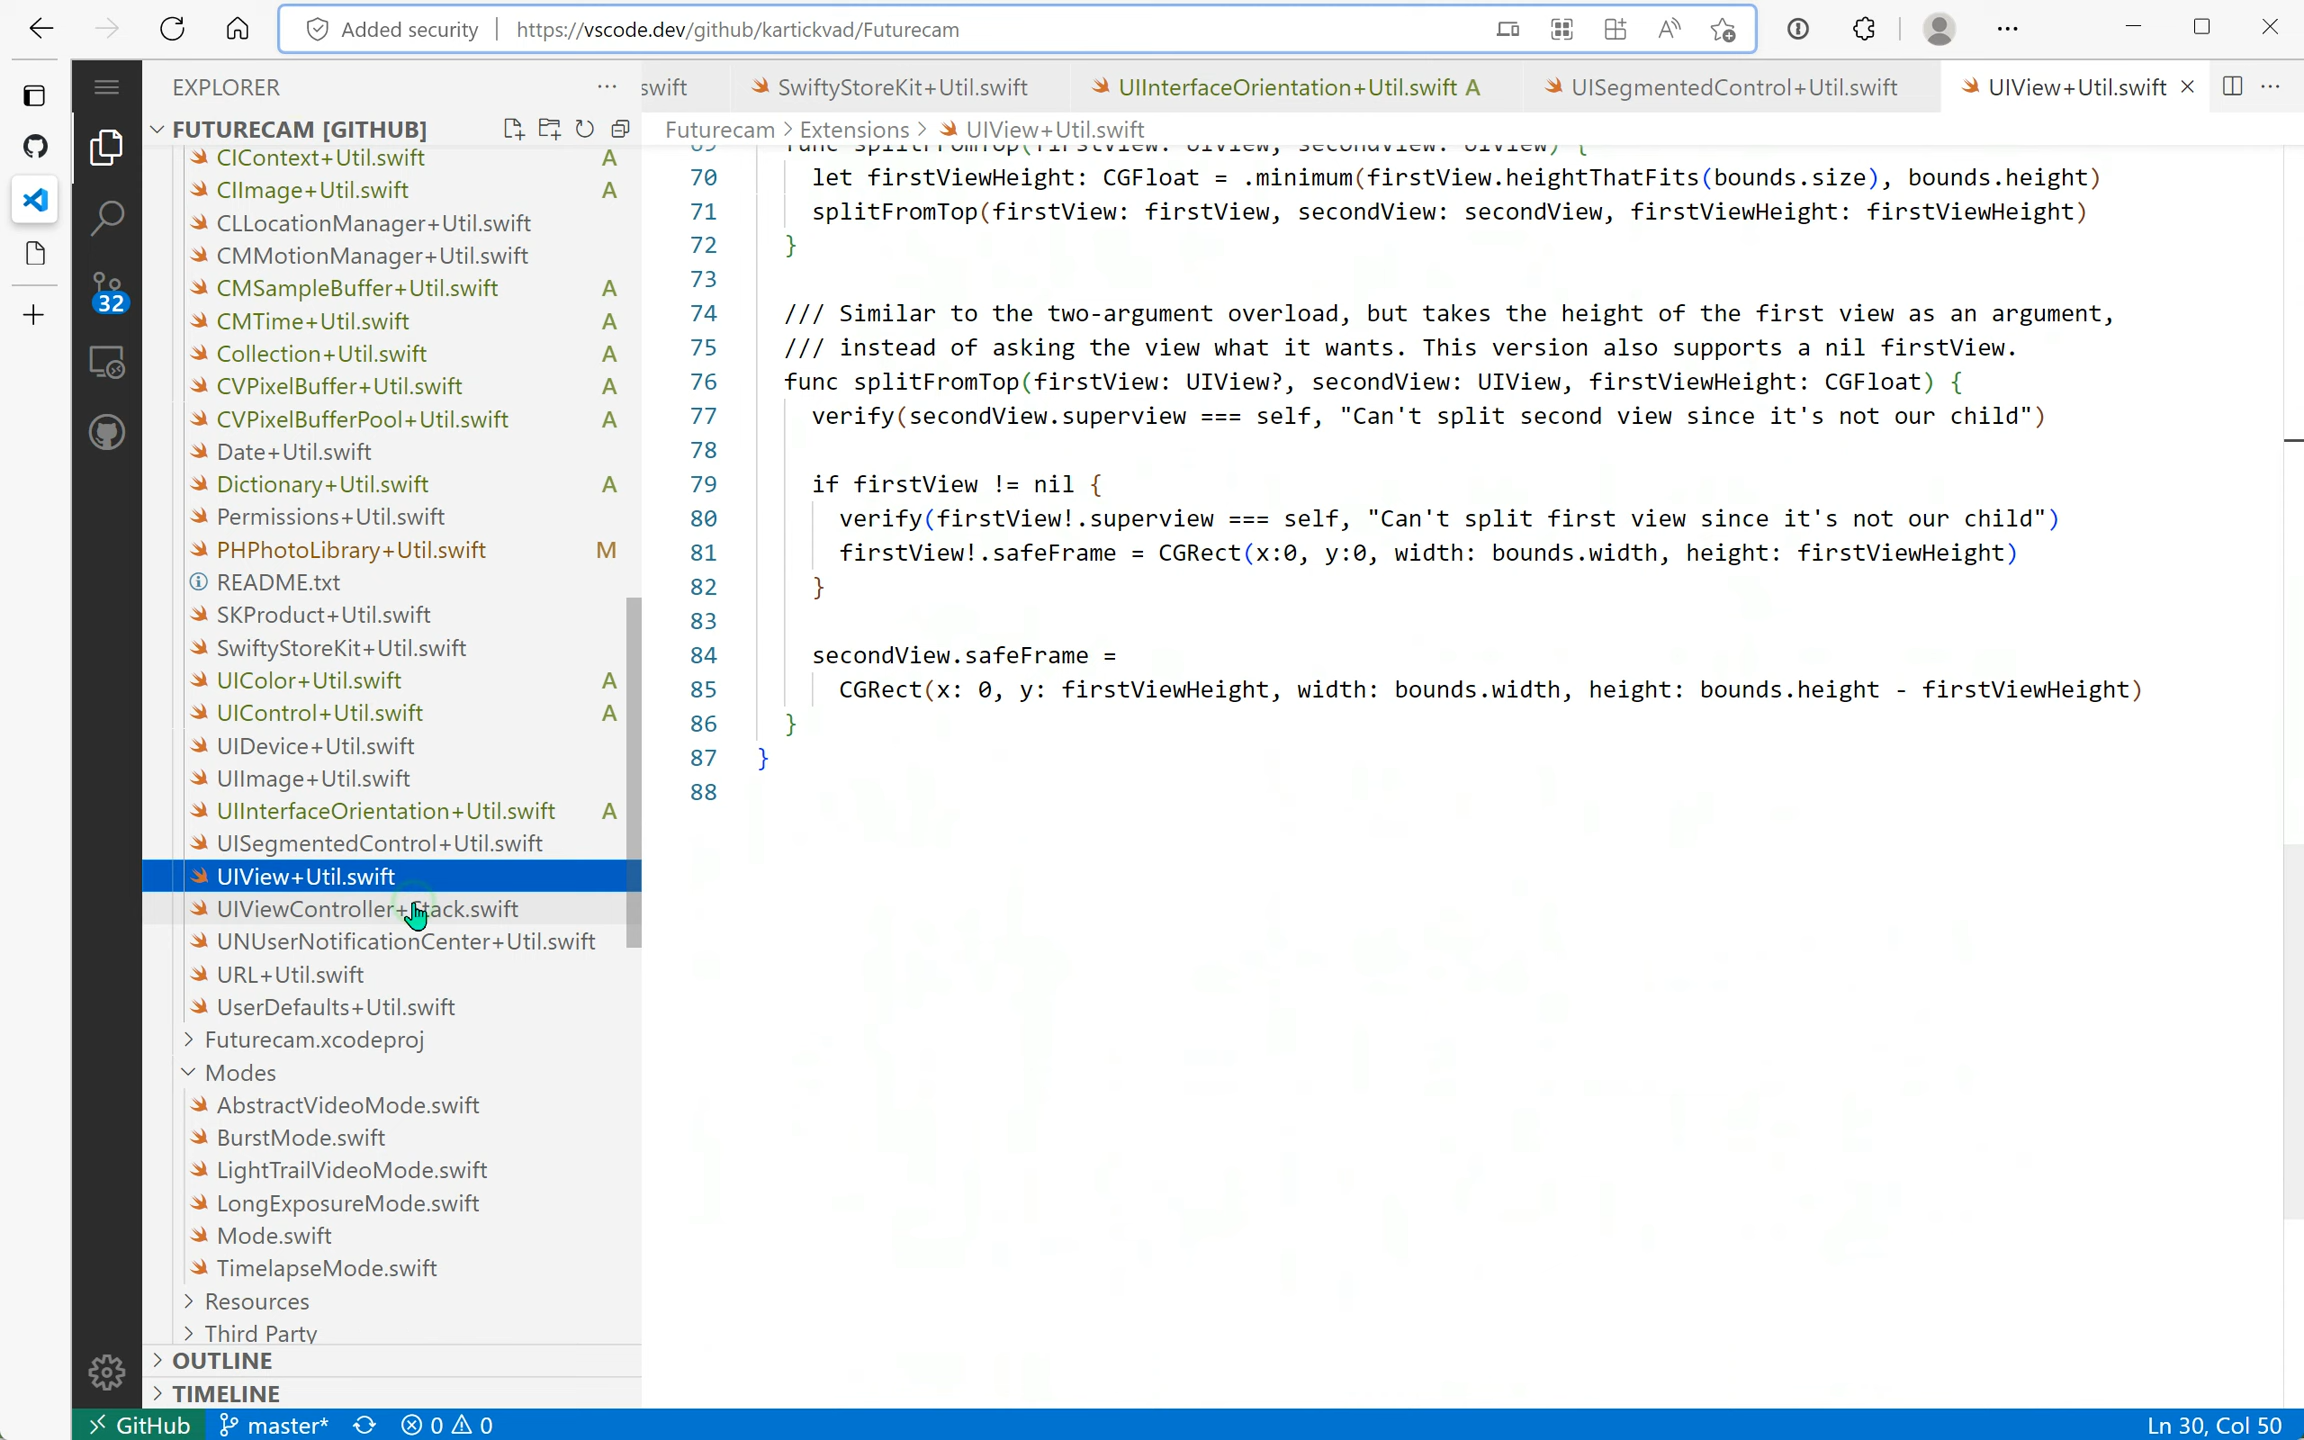 Added security
https://vscode.dev/github/kartickvad/Futurecam
EXPLORER
FUTURECAM [GITHUB]
CIContext+Util.swift A
CIImage+Util.swift A
CLLocationManager+Util.swift
CMMotionManager+Util.swift
CMSampleBuffer+Util.swift A
CMTime+Util.swift A
Collection+Util.swift A
CVPixelBuffer+Util.swift A
CVPixelBufferPool+Util.swift A
Date+Util.swift
Dictionary+Util.swift A
Permissions+Util.swift
PHPhotoLibrary+Util.swift M
README.txt
SKProduct+Util.swift
SwiftyStoreKit+Util.swift
UIColor+Util.swift A
UIControl+Util.swift A
UIDevice+Util.swift
UIImage+Util.swift
UIInterfaceOrientation+Util.swift A
UISegmentedControl+Util.swift
UIView+Util.swift
UIViewController+Stack.swift
UNUserNotificationCenter+Util.swift
URL+Util.swift
UserDefaults+Util.swift
Futurecam.xcodeproj
Modes
AbstractVideoMode.swift
BurstMode.swift
LightTrailVideoMode.swift
LongExposureMode.swift
Mode.swift
TimelapseMode.swift
Resources
Third Party
OUTLINE
TIMELINE
32
swift
SwiftyStoreKit+Util.swift
UIInterfaceOrientation+Util.swift A
UISegmentedControl+Util.swift
UIView+Util.swift
Futurecam > Extensions > UIView+Util.swift
69 func splitFromTop(firstView: UIView, secondView: UIView) {
70 let firstViewHeight: CGFloat = .minimum(firstView.heightThatFits(bounds.size), bounds.height)
71 splitFromTop(firstView: firstView, secondView: secondView, firstViewHeight: firstViewHeight)
72 }
73
74 /// Similar to the two-argument overload, but takes the height of the first view as an argument,
75 /// instead of asking the view what it wants. This version also supports a nil firstView.
76 func splitFromTop(firstView: UIView?, secondView: UIView, firstViewHeight: CGFloat) {
77 verify(secondView.superview === self, "Can't split second view since it's not our child")
78
79 if firstView != nil {
80 verify(firstView!.superview === self, "Can't split first view since it's not our child")
81 firstView!.safeFrame = CGRect(x:0, y:0, width: bounds.width, height: firstViewHeight)
82 }
83
84 secondView.safeFrame =
85 CGRect(x: 0, y: firstViewHeight, width: bounds.width, height: bounds.height - firstViewHeight)
86 }
87 }
88
GitHub master* 0 0 Ln 30, Col 50